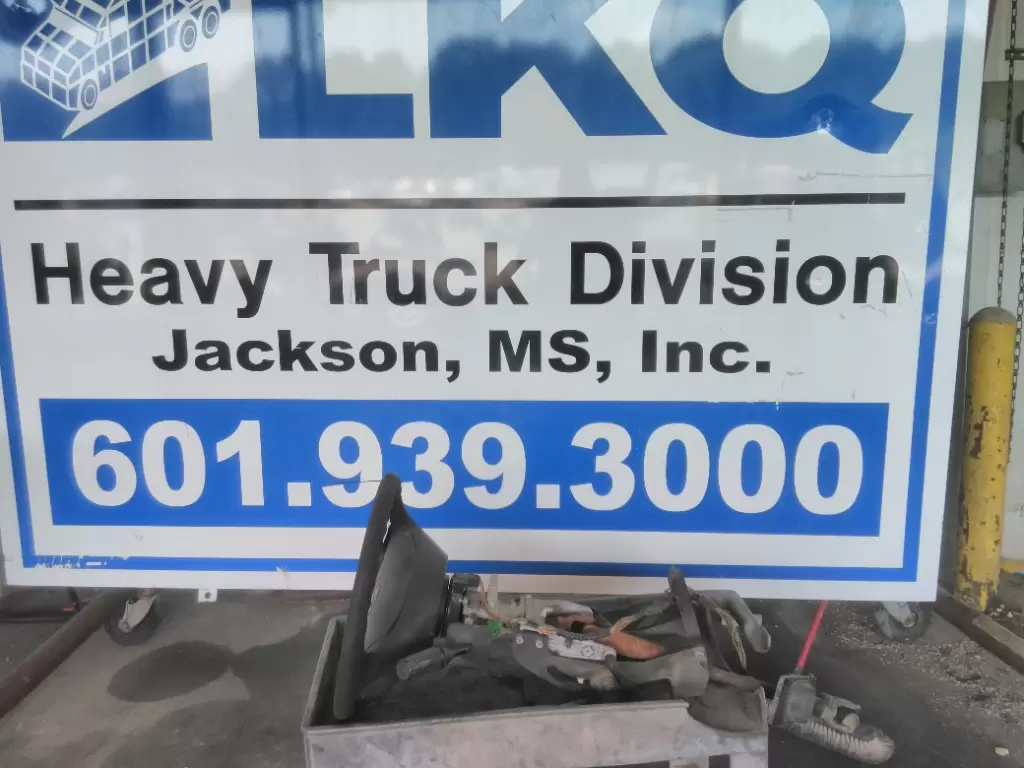 LKQ
Heavy Truck Division
Jackson, MS, Inc.
601.939.3000